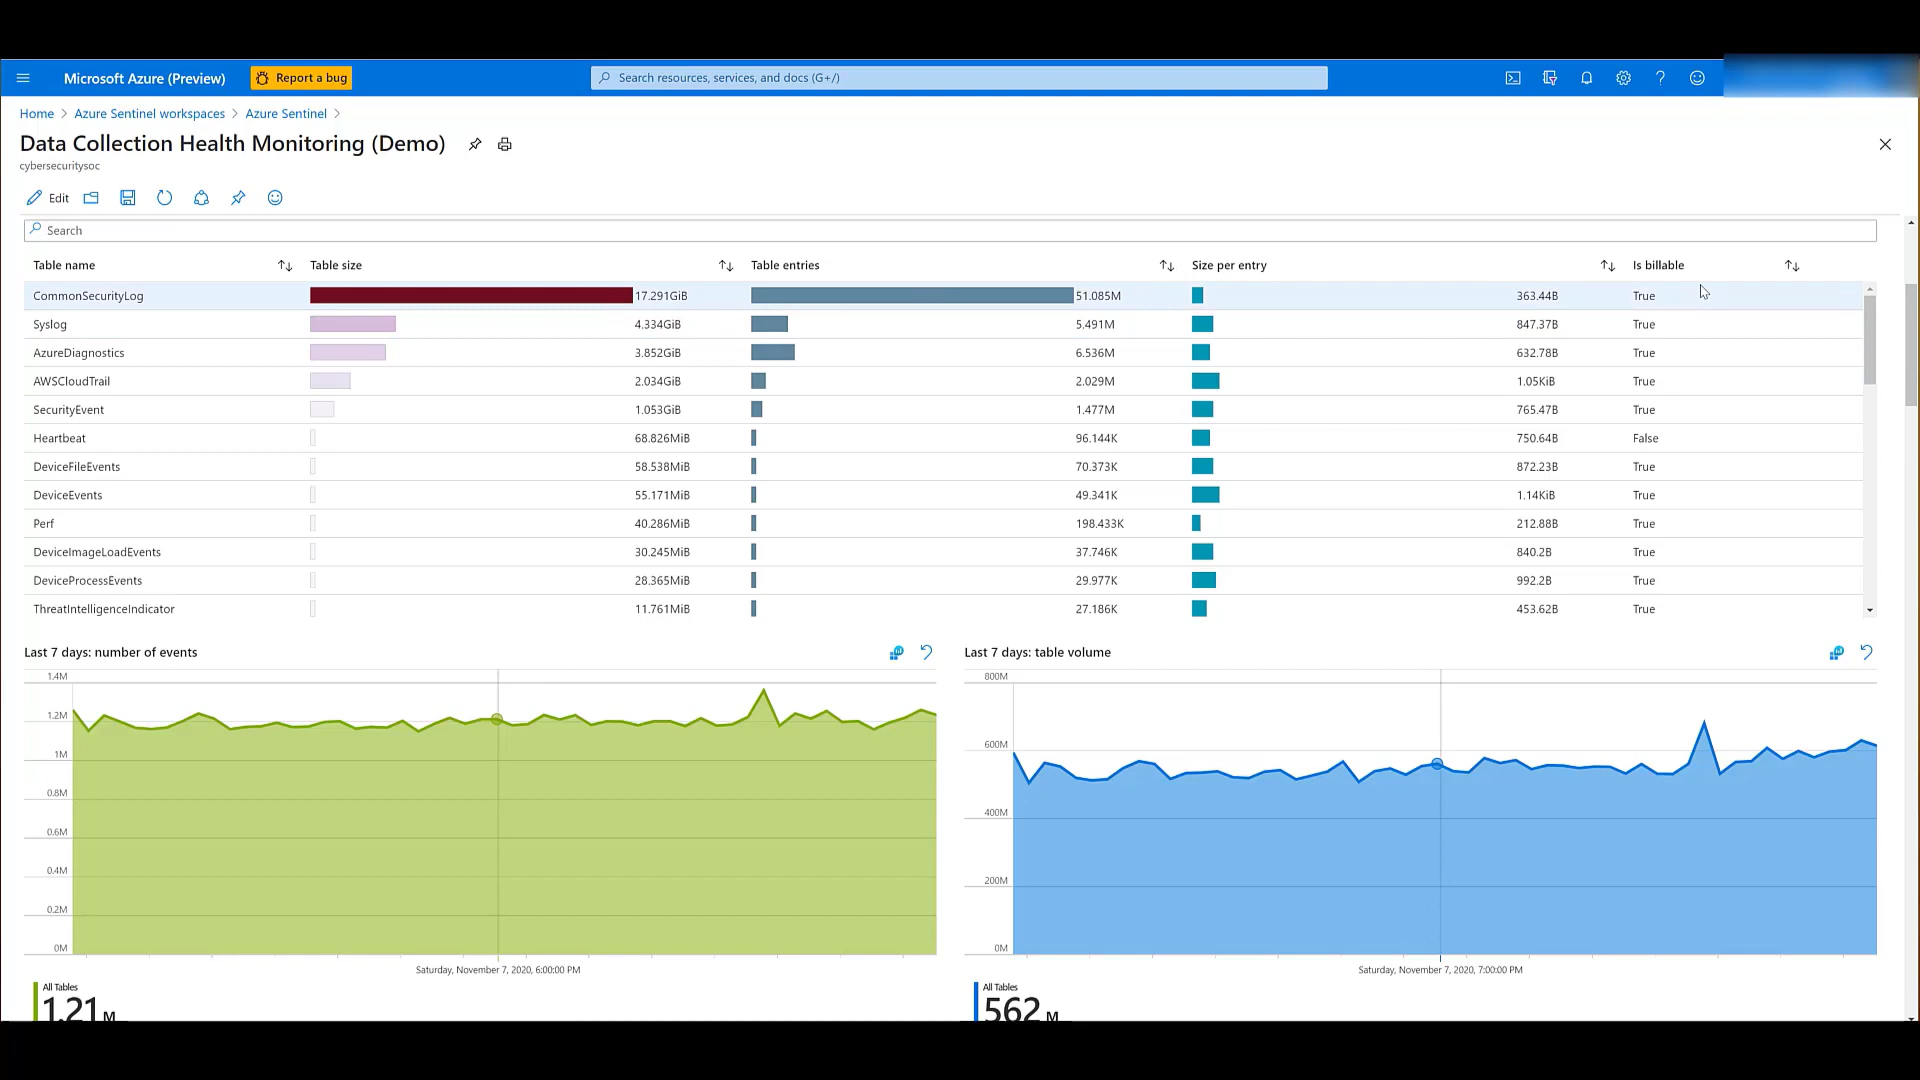 Microsoft Azure (Preview) Report a bug Search resources, services, and docs (G+/)
Home > Azure Sentinel workspaces > Azure Sentinel >
Data Collection Health Monitoring (Demo)
cybersecuritysoc
Edit
Search
Table name Table size Table entries Size per entry Is billable
CommonSecurityLog 17.291GiB 51.085M 363.44B True
Syslog 4.334GiB 5.491M 847.37B True
AzureDiagnostics 3.852GiB 6.536M 632.78B True
AWSCloudTrail 2.034GiB 2.029M 1.05KiB True
SecurityEvent 1.053GiB 1.477M 765.47B True
Heartbeat 68.826MiB 96.144K 750.64B False
DeviceFileEvents 58.538MiB 70.373K 872.23B True
DeviceEvents 55.171MiB 49.341K 1.14KiB True
Perf 40.286MiB 198.433K 212.88B True
DeviceImageLoadEvents 30.245MiB 37.746K 840.2B True
DeviceProcessEvents 28.365MiB 29.977K 992.2B True
ThreatIntelligenceIndicator 11.761MiB 27.186K 453.62B True
Last 7 days: number of events
1.4M
1.2M
1M
0.8M
0.6M
0.4M
0.2M
0M
Saturday, November 7, 2020, 6:00:00 PM
All Tables
1.21 M
Last 7 days: table volume
800M
600M
400M
200M
0M
Saturday, November 7, 2020, 7:00:00 PM
All Tables
562 M